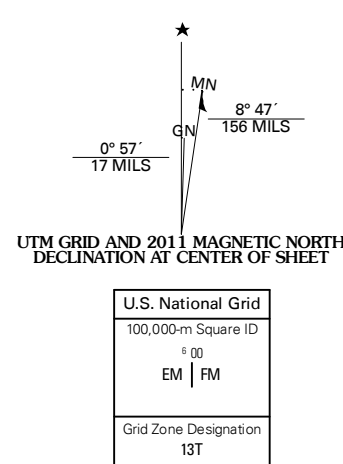 ★
MN
8° 47´
156 MILS
GN
0° 57´
17 MILS
UTM GRID AND 2011 MAGNETIC NORTH
DECLINATION AT CENTER OF SHEET
U.S. National Grid
100,000-m Square ID
6 00
EM | FM
Grid Zone Designation
13T